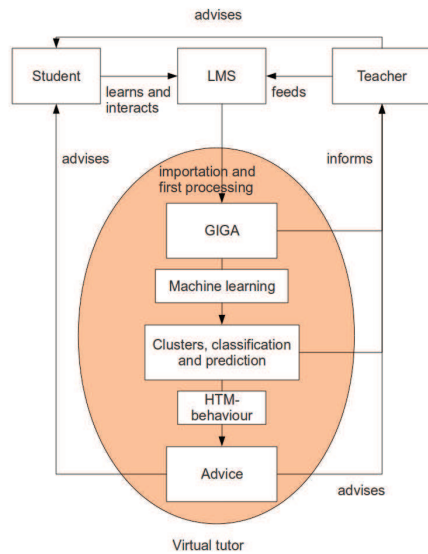 advises
Student
LMS
Teacher
learns and
interacts
feeds
advises
importation and
first processing
informs
GIGA
Machine learning
Clusters, classification
and prediction
HTM-
behaviour
Advice
advises
Virtual tutor